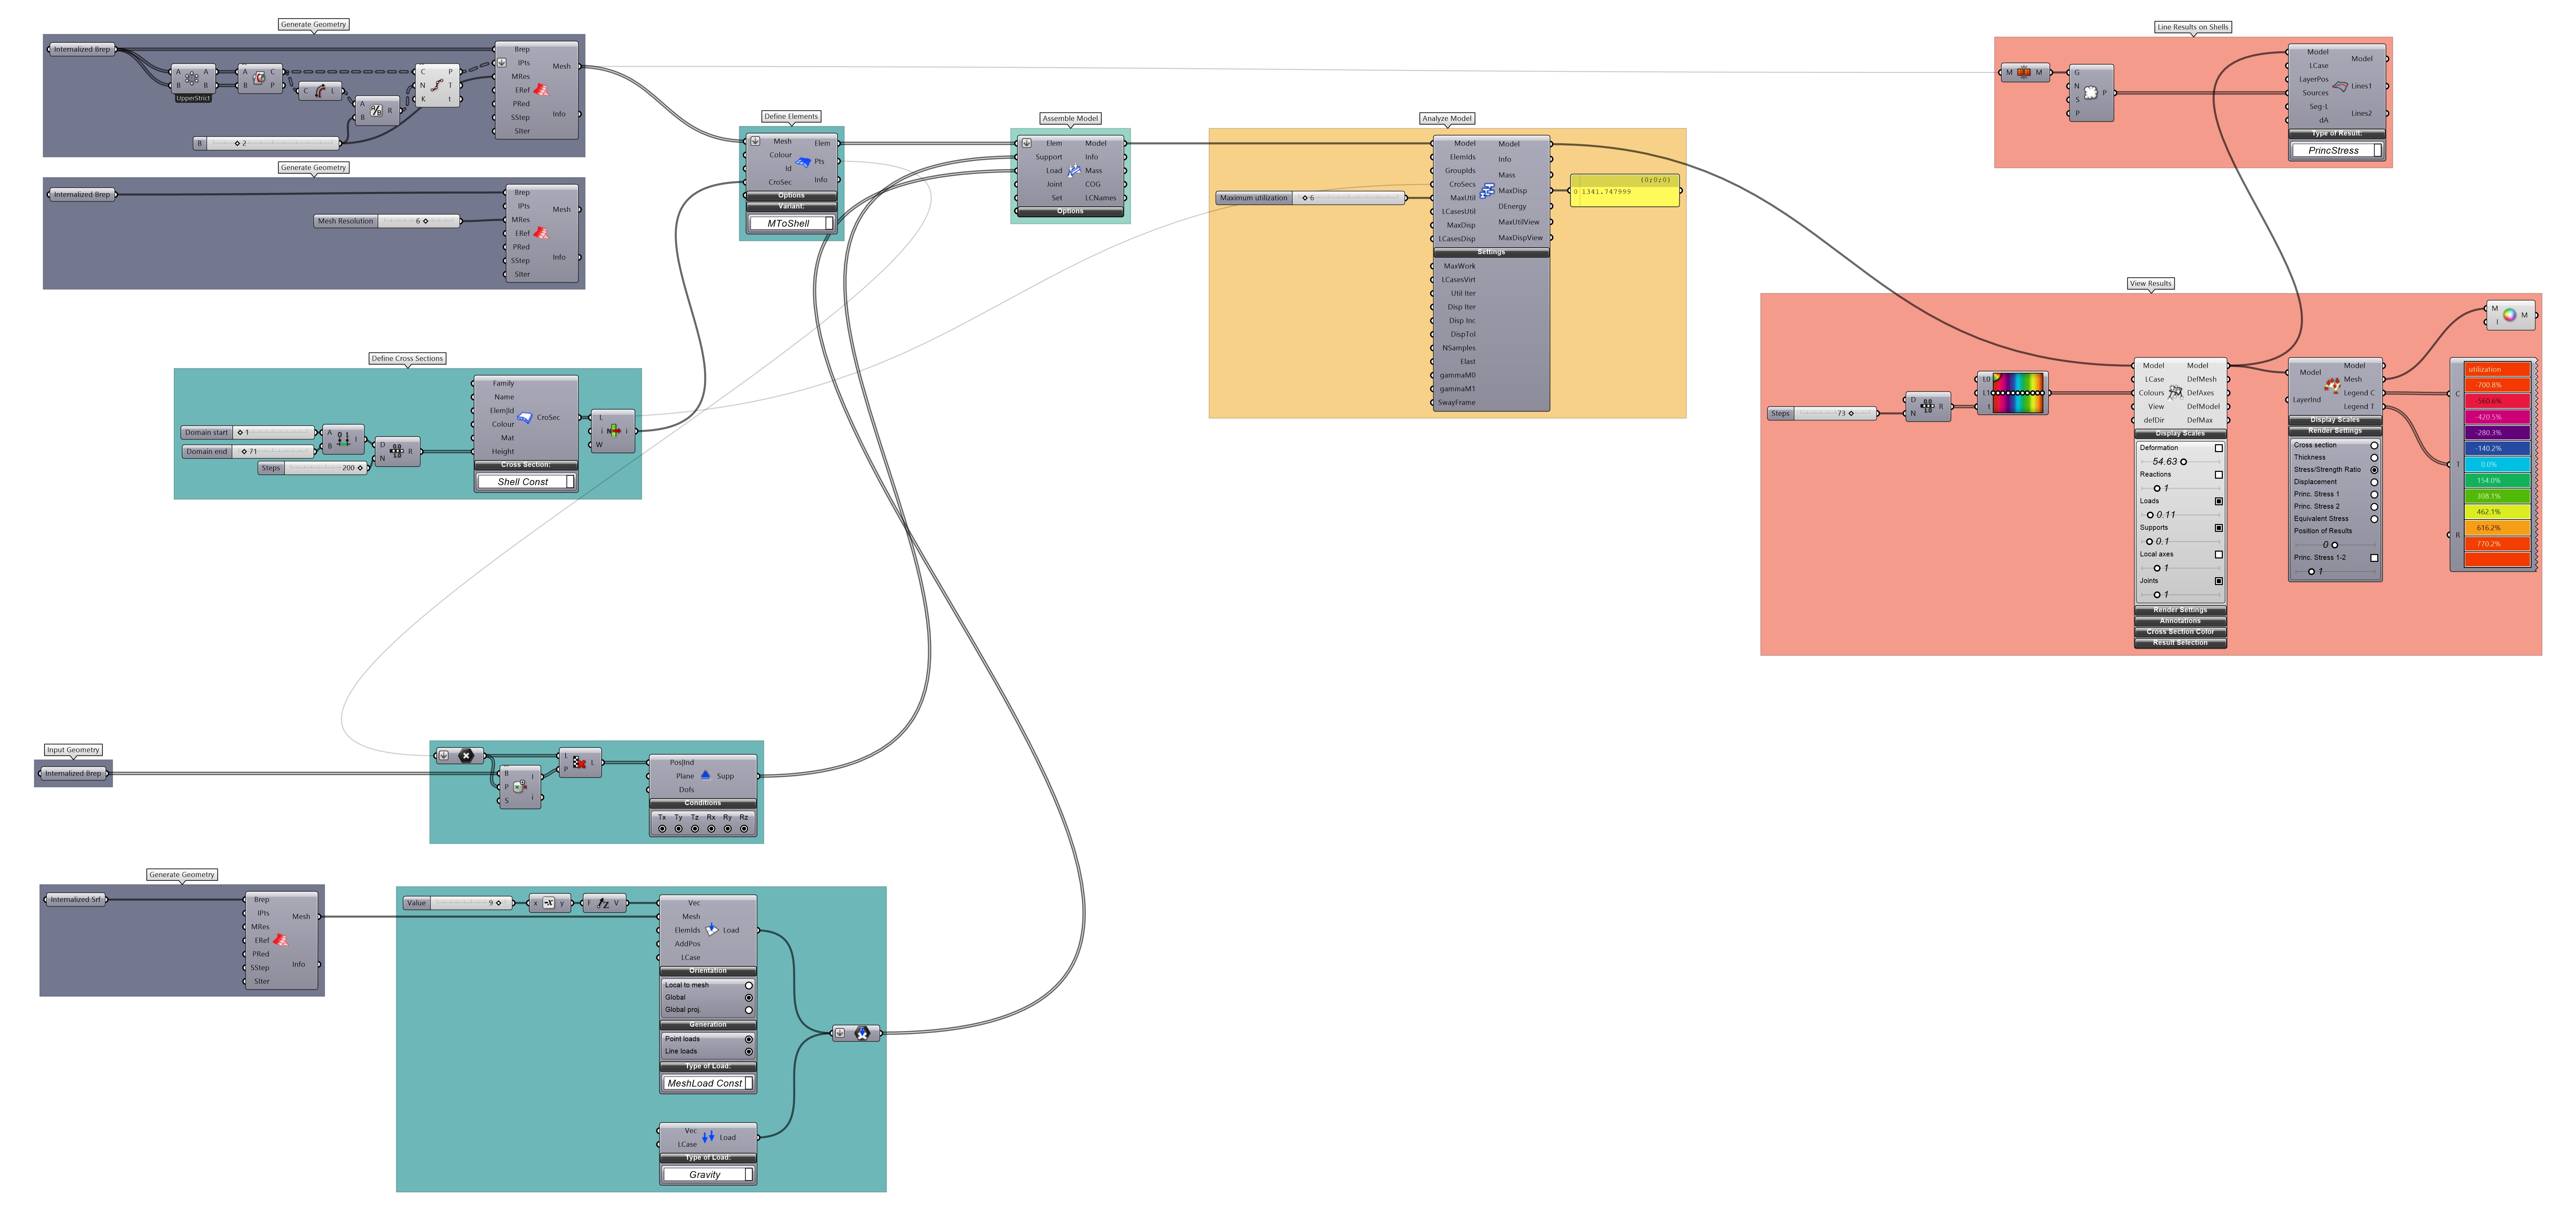 Generate Geometry
Internalized Brep
A A
B B
UpperStrict
A C
B P
C L
A
B R
C P
N T
K t
B 2
Brep
IPts
MRes
ERef
PRed
SStep
SIter
Mesh
Info
Generate Geometry
Internalized Brep
Mesh Resolution 6
Brep
IPts
MRes
ERef
PRed
SStep
SIter
Mesh
Info
Define Cross Sections
Domain start 1
Domain end 71
Steps 200
A
B
I
D
N
R
Family
Name
Elem|Id
Colour
Mat
Height
CroSec
Cross Section:
Shell Const
L
i N i
W
Define Elements
Mesh
Colour
Id
CroSec
Elem
Pts
Info
Options
Variant:
MToShell
Assemble Model
Elem
Support
Load
Joint
Set
Model
Info
Mass
COG
LCNames
Options
Analyze Model
Maximum utilization 6
Model
ElemIds
GroupIds
CroSecs
MaxUtil
LCasesUtil
MaxDisp
LCasesDisp
Model
Info
Mass
MaxDisp
DEnergy
MaxUtilView
MaxDispView
Settings
MaxWork
LCasesVirt
Util Iter
Disp Iter
Disp Inc
DispTol
NSamples
Elast
gammaM0
gammaM1
SwayFrame
{0;0;0}
0 1341.747999
Line Results on Shells
M M
G
N
S
P
P
Model
LCase
LayerPos
Sources
Seg-L
dA
Model
Lines1
Lines2
Type of Result:
PrincStress
View Results
Steps 73
D
N
R
L0
L1
t
Model
LCase
Colours
View
defDir
Model
DefMesh
DefAxes
DefModel
DefMax
Display Scales
Deformation
54.63
Reactions
1
Loads
0.11
Supports
0.1
Local axes
1
Joints
1
Render Settings
Annotations
Cross Section Color
Result Selection
Model
LayerInd
Model
Mesh
Legend C
Legend T
Display Scales
Render Settings
Cross section
Thickness
Stress/Strength Ratio
Displacement
Princ. Stress 1
Princ. Stress 2
Equivalent Stress
Position of Results
0
Princ. Stress 1-2
1
M
I
M
C
T
R
utilization
-700.8%
-560.6%
-420.5%
-280.3%
-140.2%
0.0%
154.0%
308.1%
462.1%
616.2%
770.2%
Input Geometry
Internalized Brep
B
P
S
I
i
L
P
L
Pos|Ind
Plane
Dofs
Supp
Conditions
Tx Ty Tz Rx Ry Rz
Generate Geometry
Internalized Srf
Brep
IPts
MRes
ERef
PRed
SStep
SIter
Mesh
Info
Value 9
x -x y
F Z V
Vec
Mesh
ElemIds
AddPos
LCase
Load
Orientation
Local to mesh
Global
Global proj.
Generation
Point loads
Line loads
Type of Load:
MeshLoad Const
Vec
LCase
Load
Type of Load:
Gravity